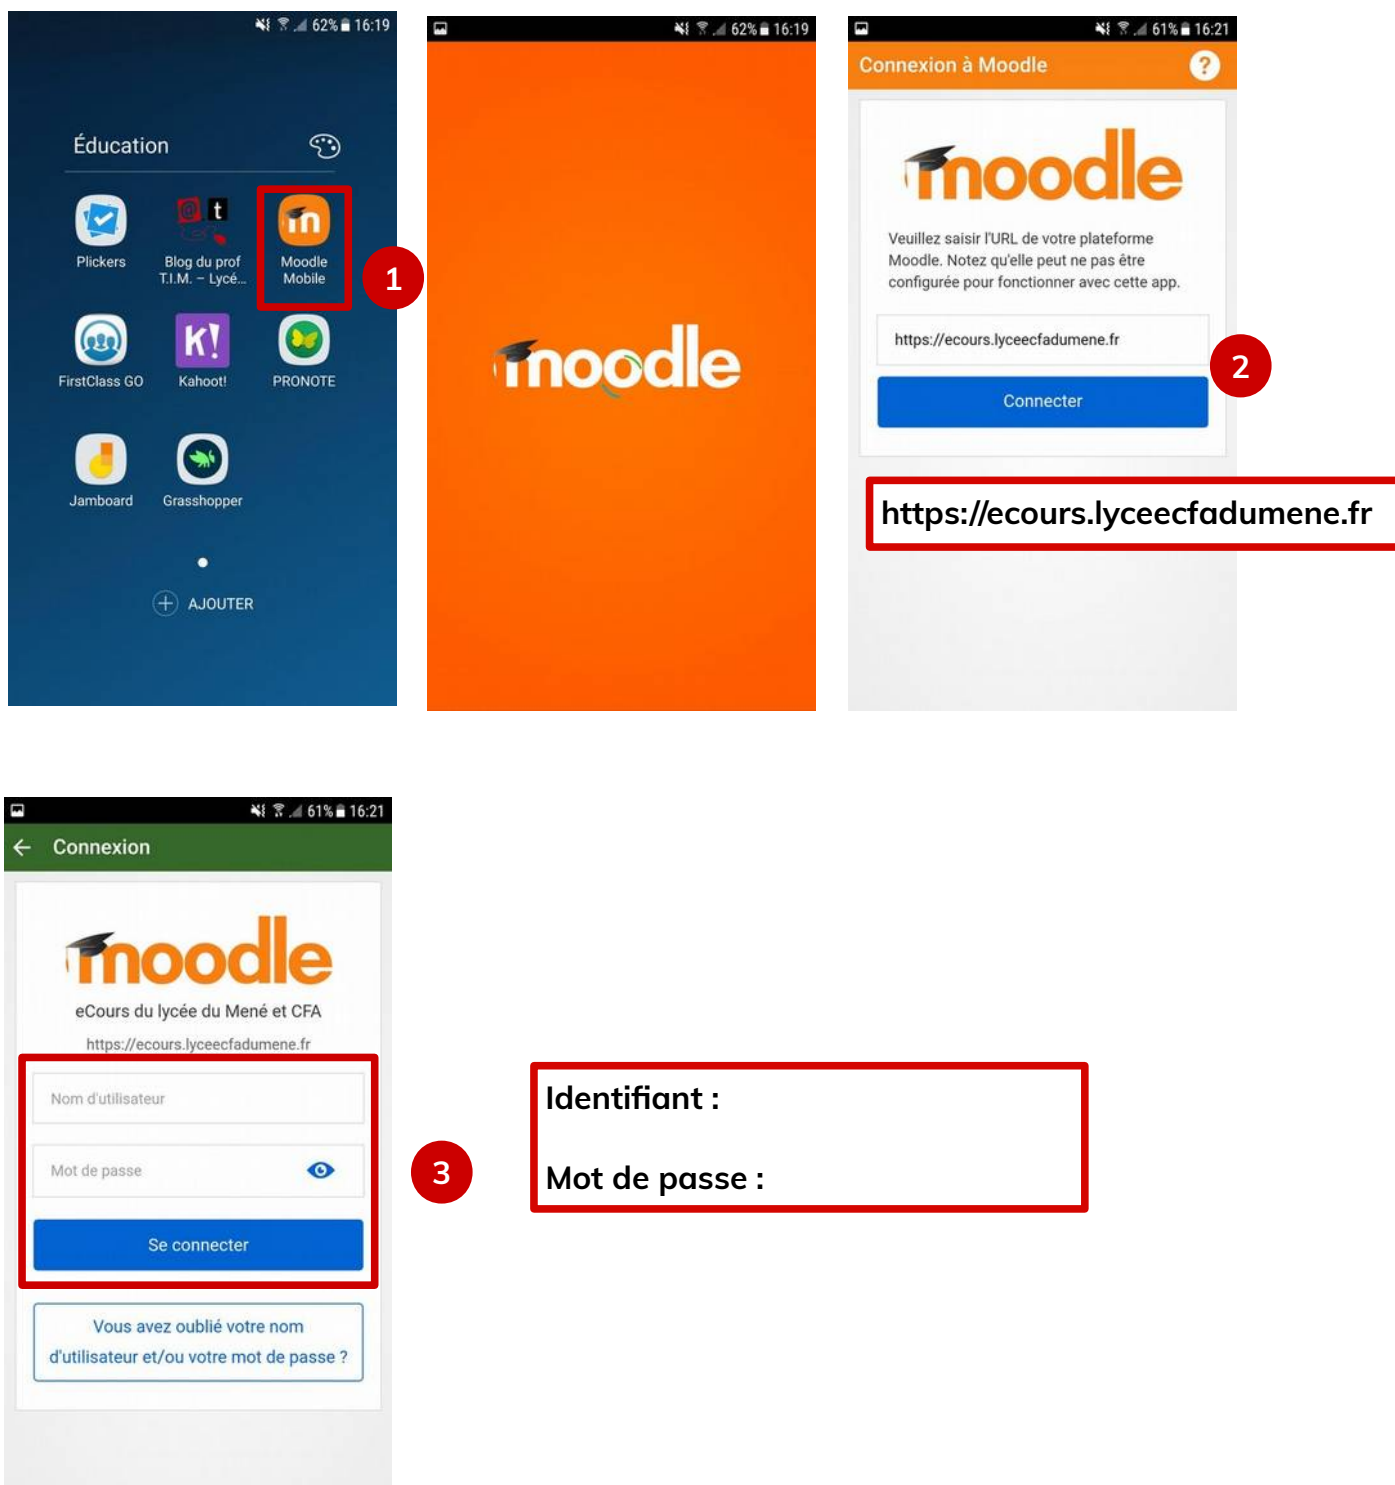 62% 16:19
Éducation
@ t
Plickers
Blog du prof
T.I.M. – Lycé...
m
Moodle
Mobile
1
FirstClass GO
K!
Kahoot!
PRONOTE
Jamboard
Grasshopper
AJOUTER
62% 16:19
moodle
61% 16:21
Connexion à Moodle
?
moodle
Veuillez saisir l'URL de votre plateforme
Moodle. Notez qu'elle peut ne pas être
configurée pour fonctionner avec cette app.
https://ecours.lyceecfadumene.fr
2
Connecter
https://ecours.lyceecfadumene.fr
61% 16:21
Connexion
moodle
eCours du lycée du Mené et CFA
https://ecours.lyceecfadumene.fr
Nom d'utilisateur
Mot de passe
Se connecter
3
Identifiant :
Mot de passe :
Vous avez oublié votre nom
d'utilisateur et/ou votre mot de passe ?